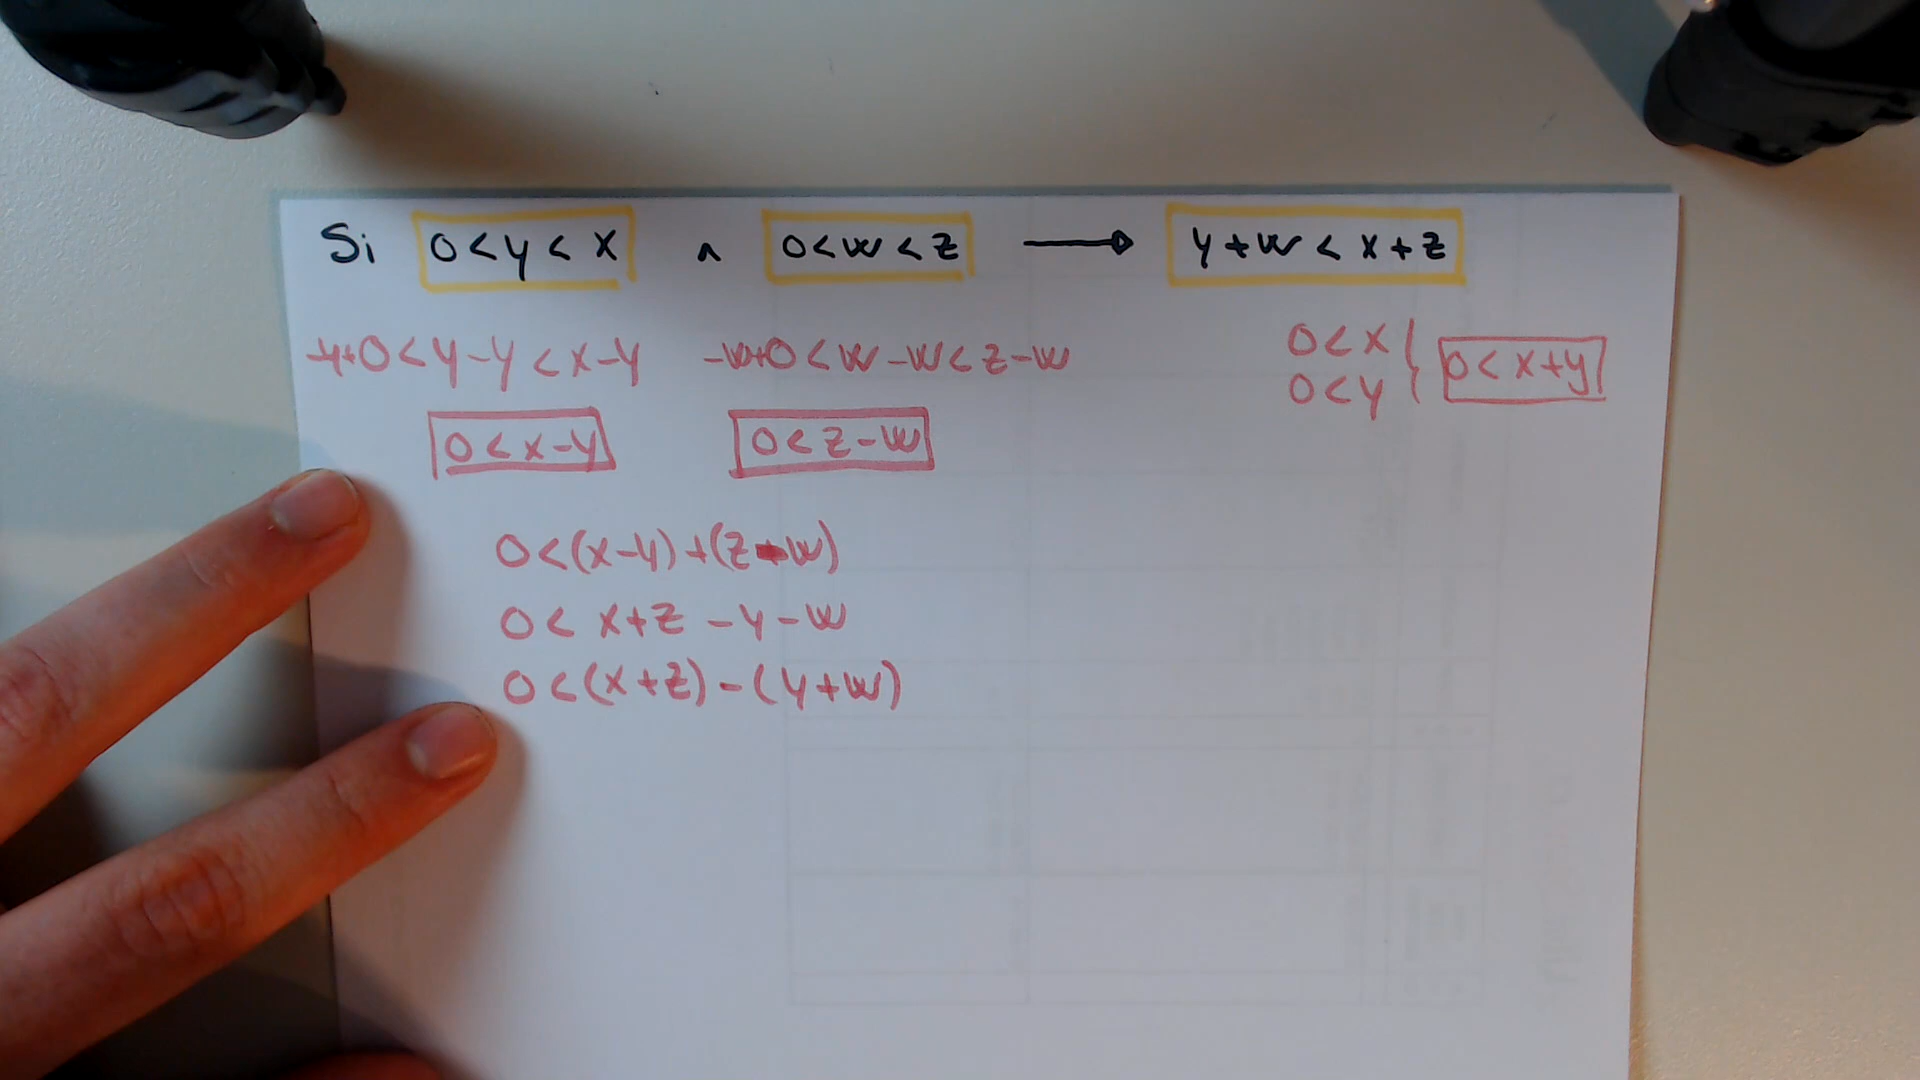 Si 0<y<x ∧ 0<w<z → y+w<x+z
-y+0<y-y<x-y -w+0<w-w<z-w
0<x
0<y
0<x+y
0<x-y 0<z-w
0<(x-y)+(z-w)
0<x+z-y-w
0<(x+z)-(y+w)